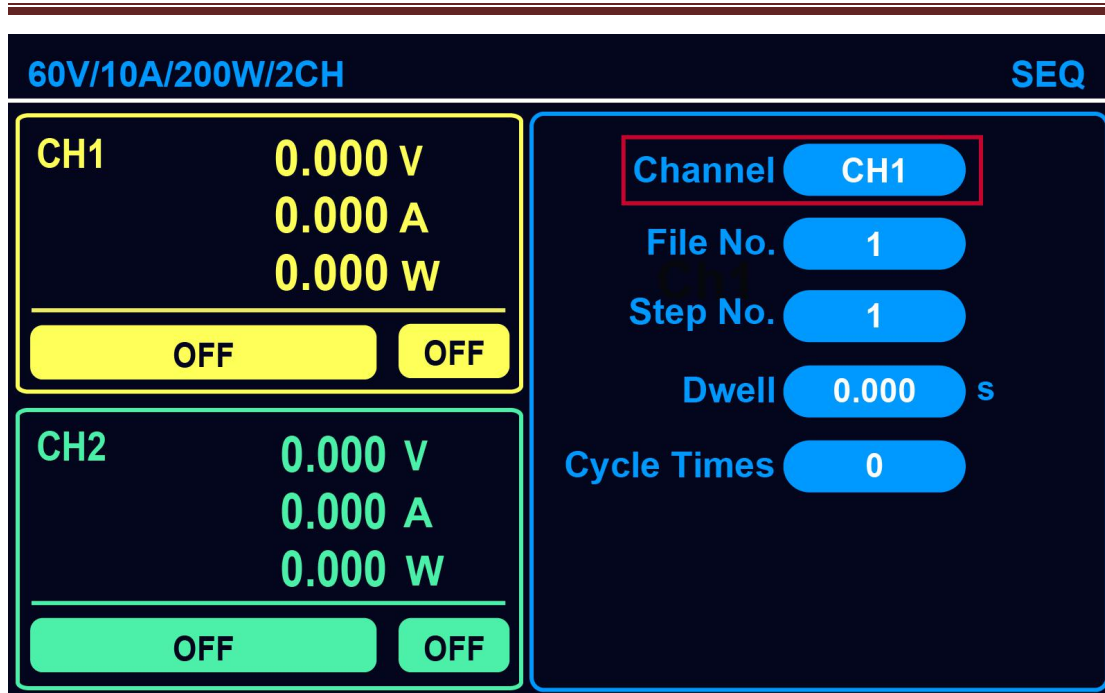 60V/10A/200W/2CH SEQ
CH1 0.000 V
0.000 A
0.000 W
OFF OFF
CH2 0.000 V
0.000 A
0.000 W
OFF OFF
Channel CH1
File No. 1
Ch1
Step No. 1
Dwell 0.000 s
Cycle Times 0